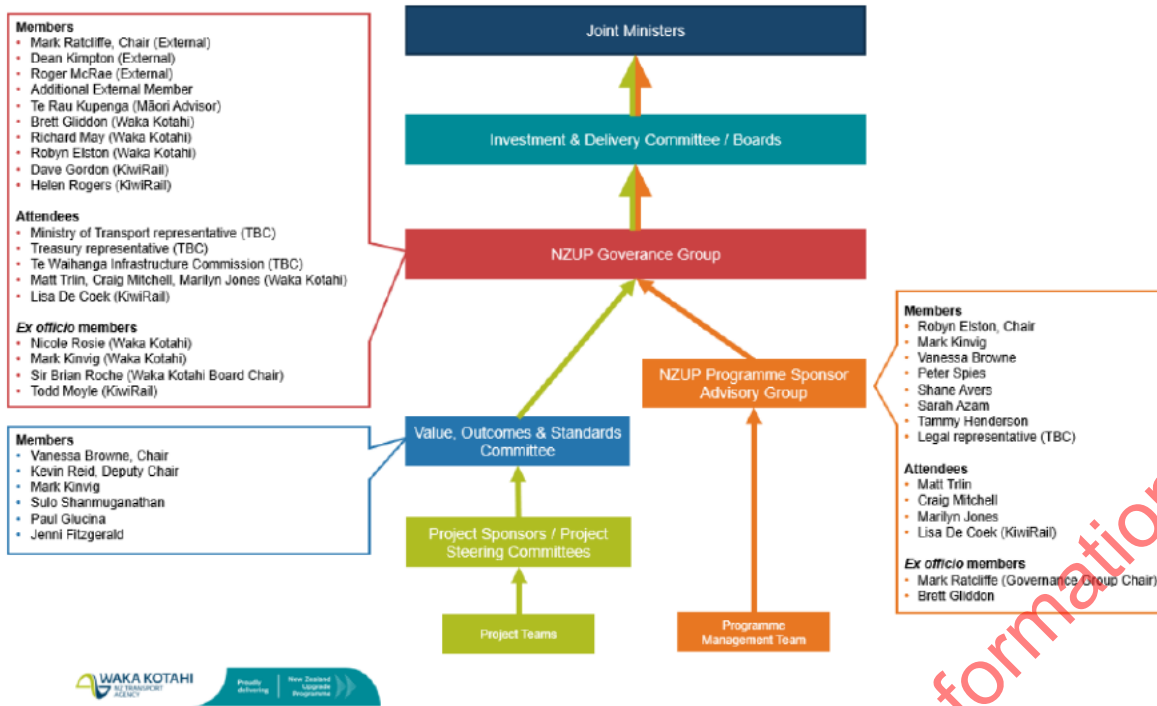 Members
• Mark Ratcliffe, Chair (External)
• Dean Kimpton (External)
• Roger McRae (External)
• Additional External Member
• Te Rau Kupenga (Māori Advisor)
• Brett Gliddon (Waka Kotahi)
• Richard May (Waka Kotahi)
• Robyn Elston (Waka Kotahi)
• Dave Gordon (KiwiRail)
• Helen Rogers (KiwiRail)
Attendees
• Ministry of Transport representative (TBC)
• Treasury representative (TBC)
• Te Waihanga Infrastructure Commission (TBC)
• Matt Trlin, Craig Mitchell, Marilyn Jones (Waka Kotahi)
• Lisa De Coek (KiwiRail)
Ex officio members
• Nicole Rosie (Waka Kotahi)
• Mark Kinvig (Waka Kotahi)
• Sir Brian Roche (Waka Kotahi Board Chair)
• Todd Moyle (KiwiRail)
Members
• Vanessa Browne, Chair
• Kevin Reid, Deputy Chair
• Mark Kinvig
• Sulo Shanmuganathan
• Paul Glucina
• Jenni Fitzgerald
Joint Ministers
Investment & Delivery Committee / Boards
NZUP Goverance Group
NZUP Programme Sponsor
Advisory Group
Value, Outcomes & Standards
Committee
Project Sponsors / Project
Steering Committees
Project Teams
Programme
Management Team
Members
• Robyn Elston, Chair
• Mark Kinvig
• Vanessa Browne
• Peter Spies
• Shane Avers
• Sarah Azam
• Tammy Henderson
• Legal representative (TBC)
Attendees
• Matt Trlin
• Craig Mitchell
• Marilyn Jones
• Lisa De Coek (KiwiRail)
Ex officio members
• Mark Ratcliffe (Governance Group Chair)
• Brett Gliddon
WAKA KOTAHI
NZ TRANSPORT
AGENCY
Proudly
delivering
New Zealand
Upgrade
Programme
formation